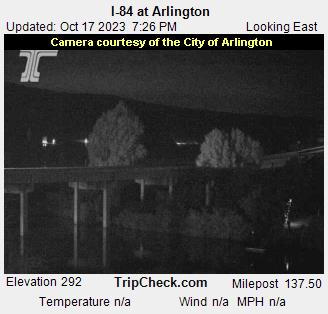 I-84 at Arlington
Updated: Oct 17 2023 7:26 PM Looking East
Camera courtesy of the City of Arlington
Elevation 292 TripCheck.com Milepost 137.50
Temperature n/a Wind n/a MPH n/a